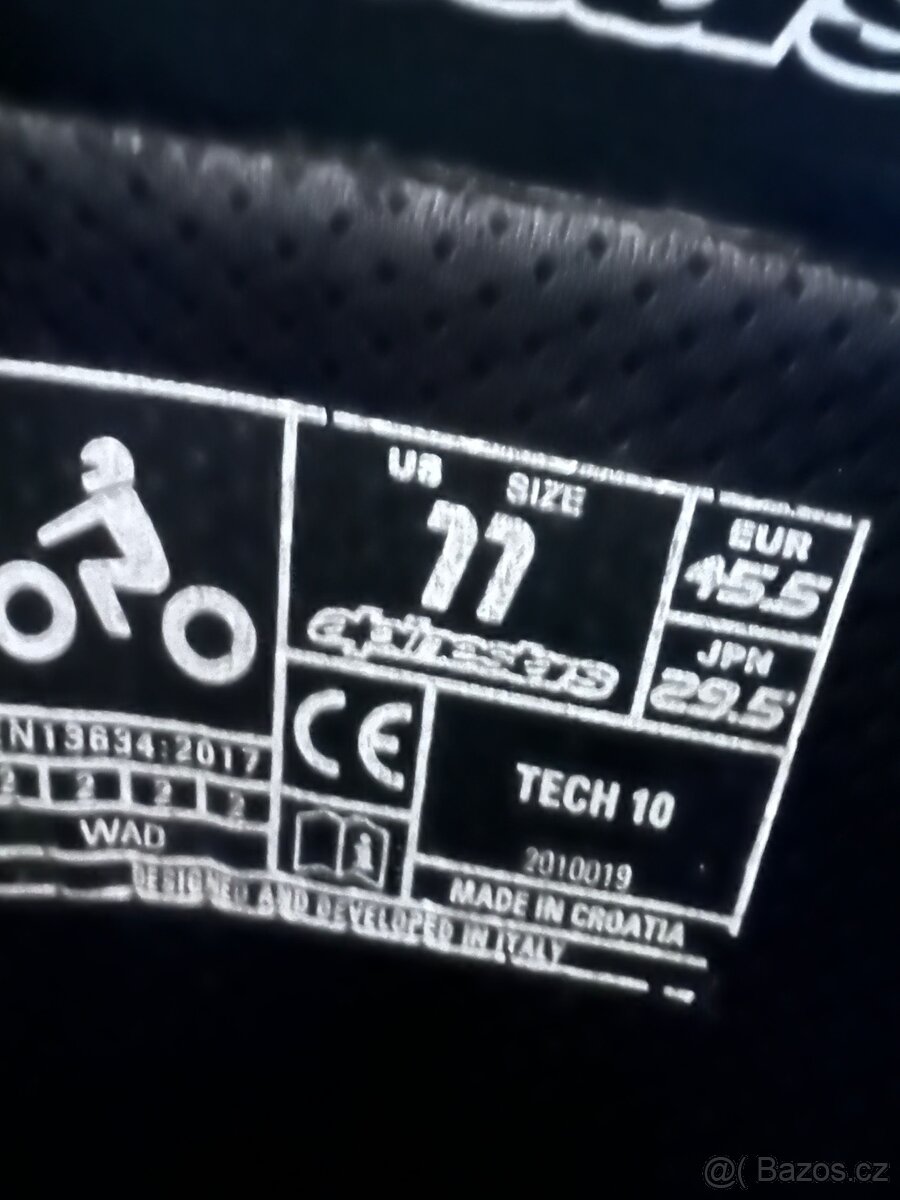 US SIZE
11
alpinestars
EUR
45.5
JPN
29.5
CE
N13634:2017
2 2 2 2
WAD
TECH 10
2010019
MADE IN CROATIA
DESIGNED AND DEVELOPED IN ITALY
@( Bazos.cz